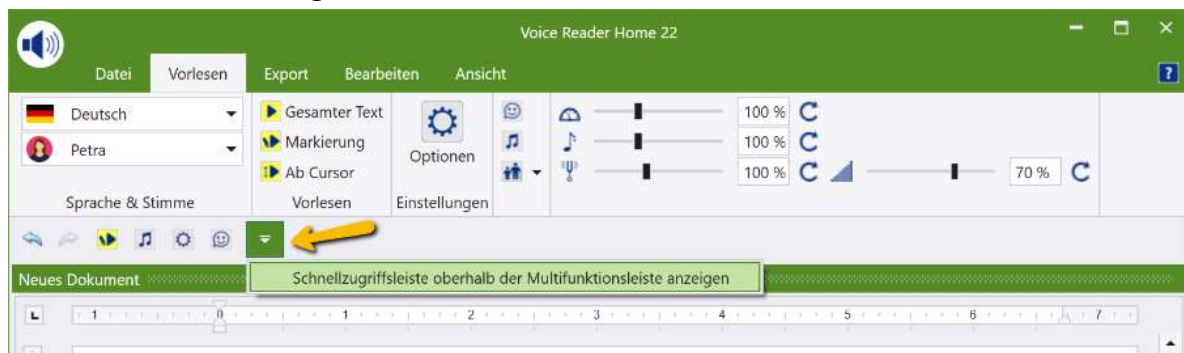 Voice Reader Home 22
Datei Vorlesen Export Bearbeiten Ansicht
?
Deutsch
Petra
Sprache & Stimme
Gesamter Text
Markierung
Ab Cursor
Vorlesen
Optionen
Einstellungen
100 %
100 %
100 %
70 %
Schnellzugriffsleiste oberhalb der Multifunktionsleiste anzeigen
Neues Dokument
L 1 0 1 2 3 4 5 6 7